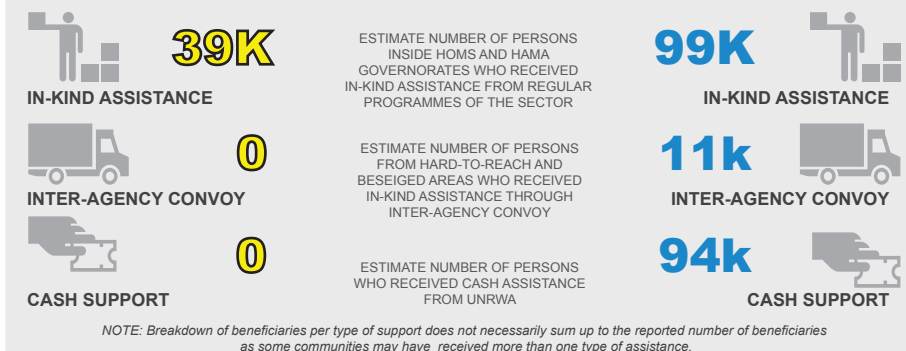 39K
IN-KIND ASSISTANCE
ESTIMATE NUMBER OF PERSONS
INSIDE HOMS AND HAMA
GOVERNORATES WHO RECEIVED
IN-KIND ASSISTANCE FROM REGULAR
PROGRAMMES OF THE SECTOR
99K
IN-KIND ASSISTANCE
0
INTER-AGENCY CONVOY
ESTIMATE NUMBER OF PERSONS
FROM HARD-TO-REACH AND
BESEIGED AREAS WHO RECEIVED
IN-KIND ASSISTANCE THROUGH
INTER-AGENCY CONVOY
11k
INTER-AGENCY CONVOY
0
CASH SUPPORT
ESTIMATE NUMBER OF PERSONS
WHO RECEIVED CASH ASSISTANCE
FROM UNRWA
94k
CASH SUPPORT
NOTE: Breakdown of beneficiaries per type of support does not necessarily sum up to the reported number of beneficiaries
as some communities may have received more than one type of assistance.